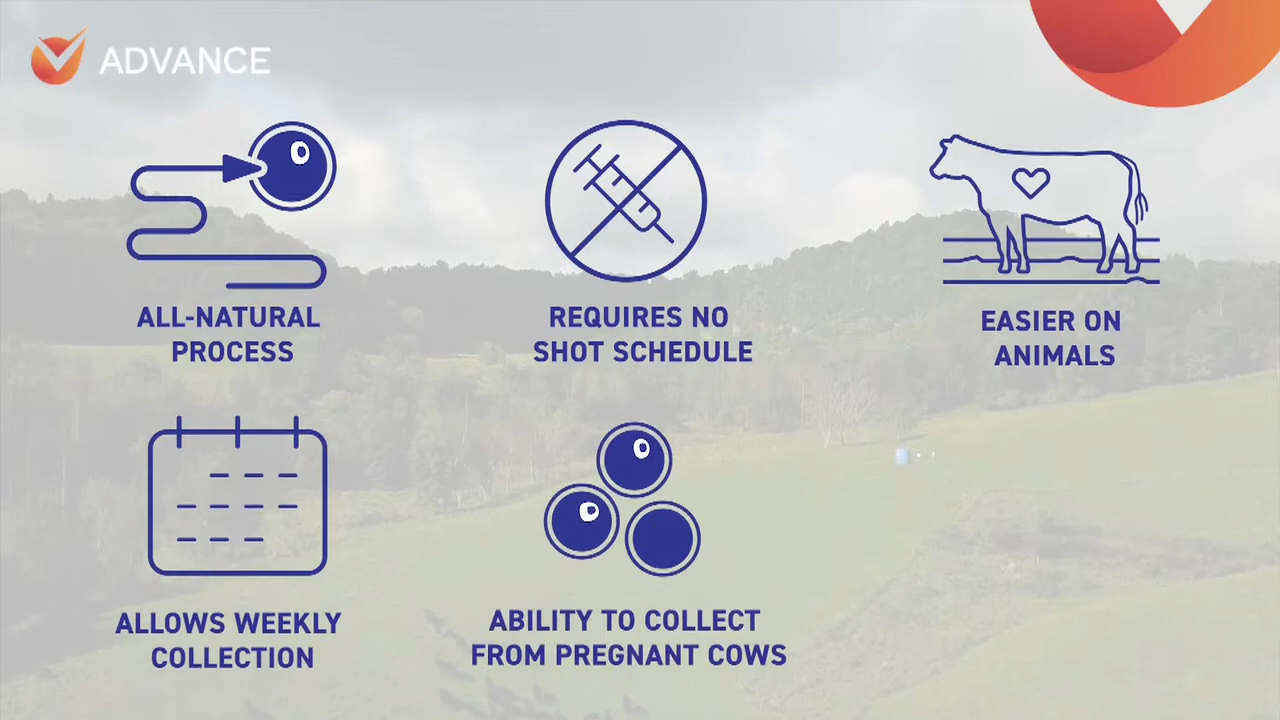 ADVANCE
ALL-NATURAL
PROCESS
REQUIRES NO
SHOT SCHEDULE
EASIER ON
ANIMALS
ALLOWS WEEKLY
COLLECTION
ABILITY TO COLLECT
FROM PREGNANT COWS